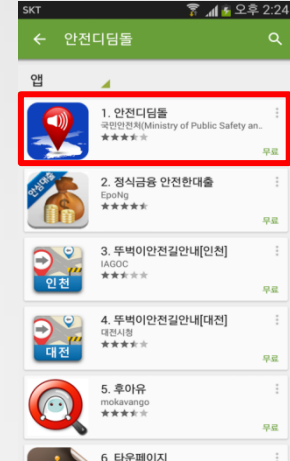 SKT 오후 2:24
안전디딤돌
앱
1. 안전디딤돌
국민안전처(Ministry of Public Safety an..
무료
안심대출
2. 정식금융 안전한대출
EpoNg
무료
3. 뚜벅이안전길안내[인천]
IAGOC
인천
무료
4. 뚜벅이안전길안내[대전]
대전시청
대전
무료
5. 후아유
mokavango
무료
6. 타운페이지